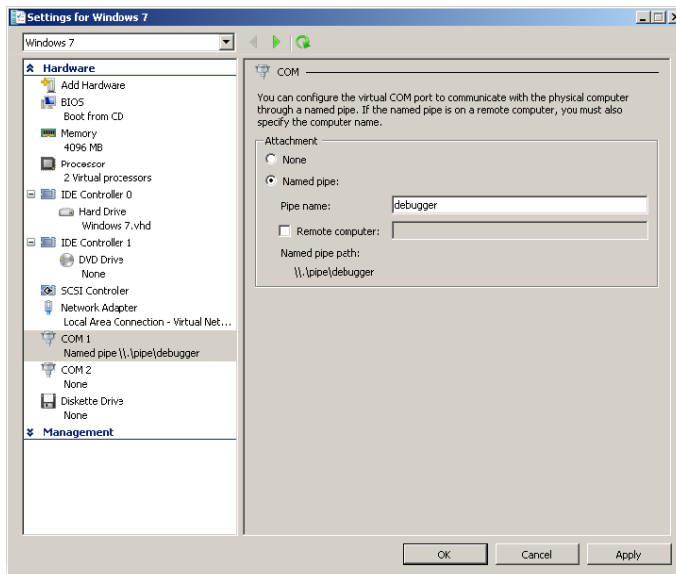 Settings for Windows 7
Windows 7
Hardware
Add Hardware
BIOS
Boot from CD
Memory
4096 MB
Processor
2 Virtual processors
IDE Controller 0
Hard Drive
Windows 7.vhd
IDE Controller 1
DVD Drive
None
SCSI Controller
Network Adapter
Local Area Connection - Virtual Net...
COM 1
Named pipe \\.\pipe\debugger
COM 2
None
Diskette Drive
None
Management
COM
You can configure the virtual COM port to communicate with the physical computer
through a named pipe. If the named pipe is on a remote computer, you must also
specify the computer name.
Attachment
None
Named pipe:
Pipe name:
debugger
Remote computer:
Named pipe path:
\\.\pipe\debugger
OK
Cancel
Apply